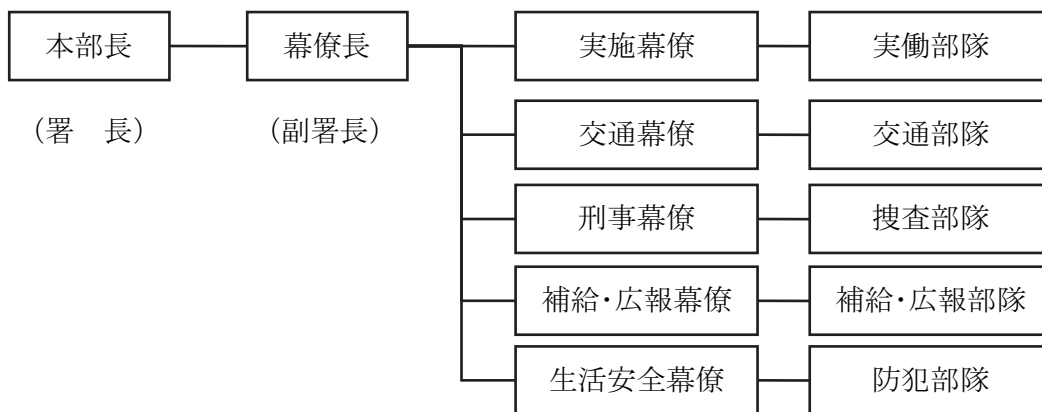 本部長 幕僚長 実施幕僚 実働部隊
（署　長） （副署長） 交通幕僚 交通部隊
刑事幕僚 捜査部隊
補給・広報幕僚 補給・広報部隊
生活安全幕僚 防犯部隊